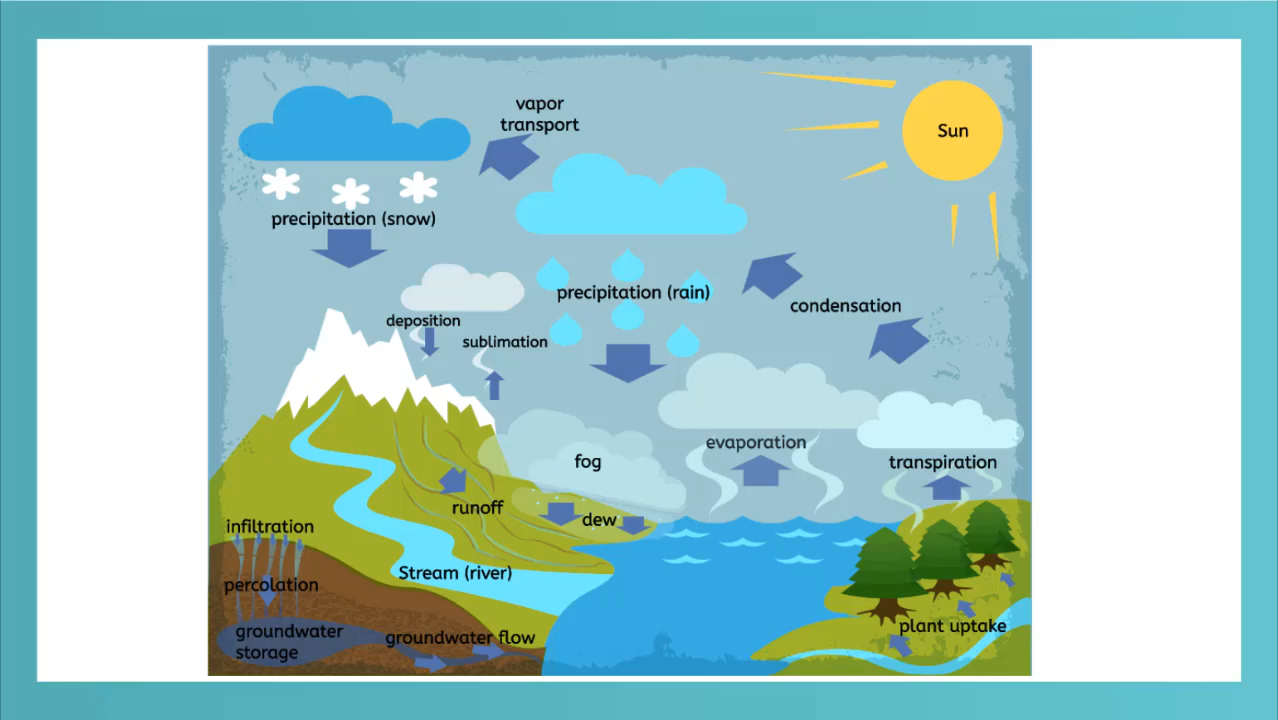 vapor
transport
Sun
precipitation (snow)
precipitation (rain)
condensation
deposition
sublimation
evaporation
fog
transpiration
runoff
dew
infiltration
Stream (river)
percolation
plant uptake
groundwater
storage
groundwater flow